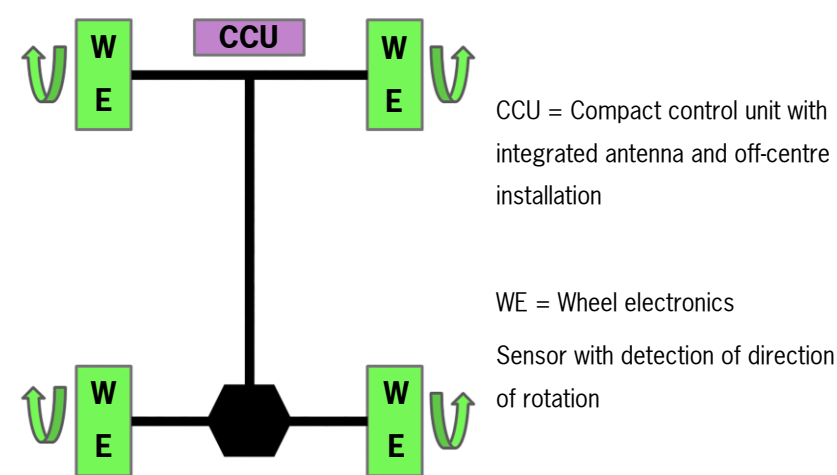 W
E
CCU
W
E
CCU = Compact control unit with
integrated antenna and off-centre
installation
WE = Wheel electronics
Sensor with detection of direction
of rotation
W
E
W
E